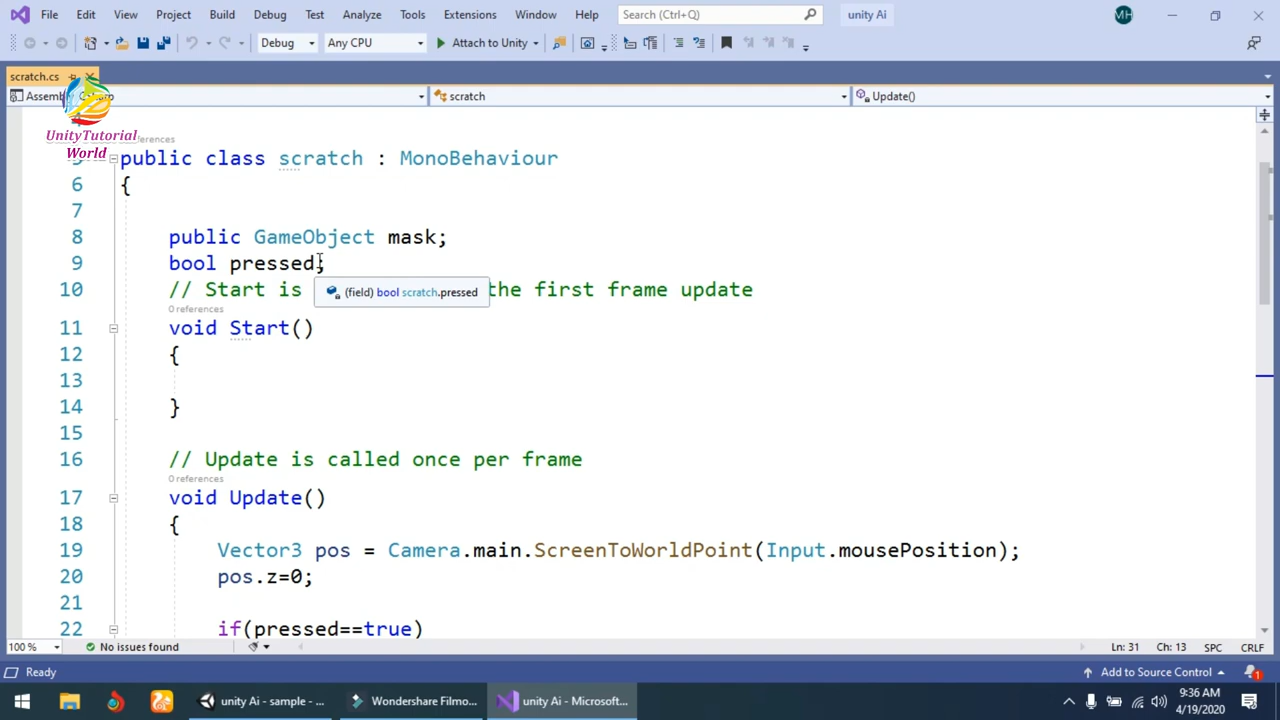 File Edit View Project Build Debug Test Analyze Tools Extensions Window Help Search (Ctrl+Q) unity Ai MH
Debug Any CPU Attach to Unity
scratch.cs
scratch Update()
UnityTutorial
World
public class scratch : MonoBehaviour
6 {
7
8 public GameObject mask;
9 bool pressed;
(field) bool scratch.pressed
10 // Start is the first frame update
0 references
11 void Start()
12 {
13
14 }
15
16 // Update is called once per frame
0 references
17 void Update()
18 {
19 Vector3 pos = Camera.main.ScreenToWorldPoint(Input.mousePosition);
20 pos.z=0;
21
22 if(pressed==true)
100 % No issues found Ln: 31 Ch: 13 SPC CRLF
Ready Add to Source Control 1
unity Ai - sample - ... Wondershare Filmo... unity Ai - Microsoft... 9:36 AM
4/19/2020